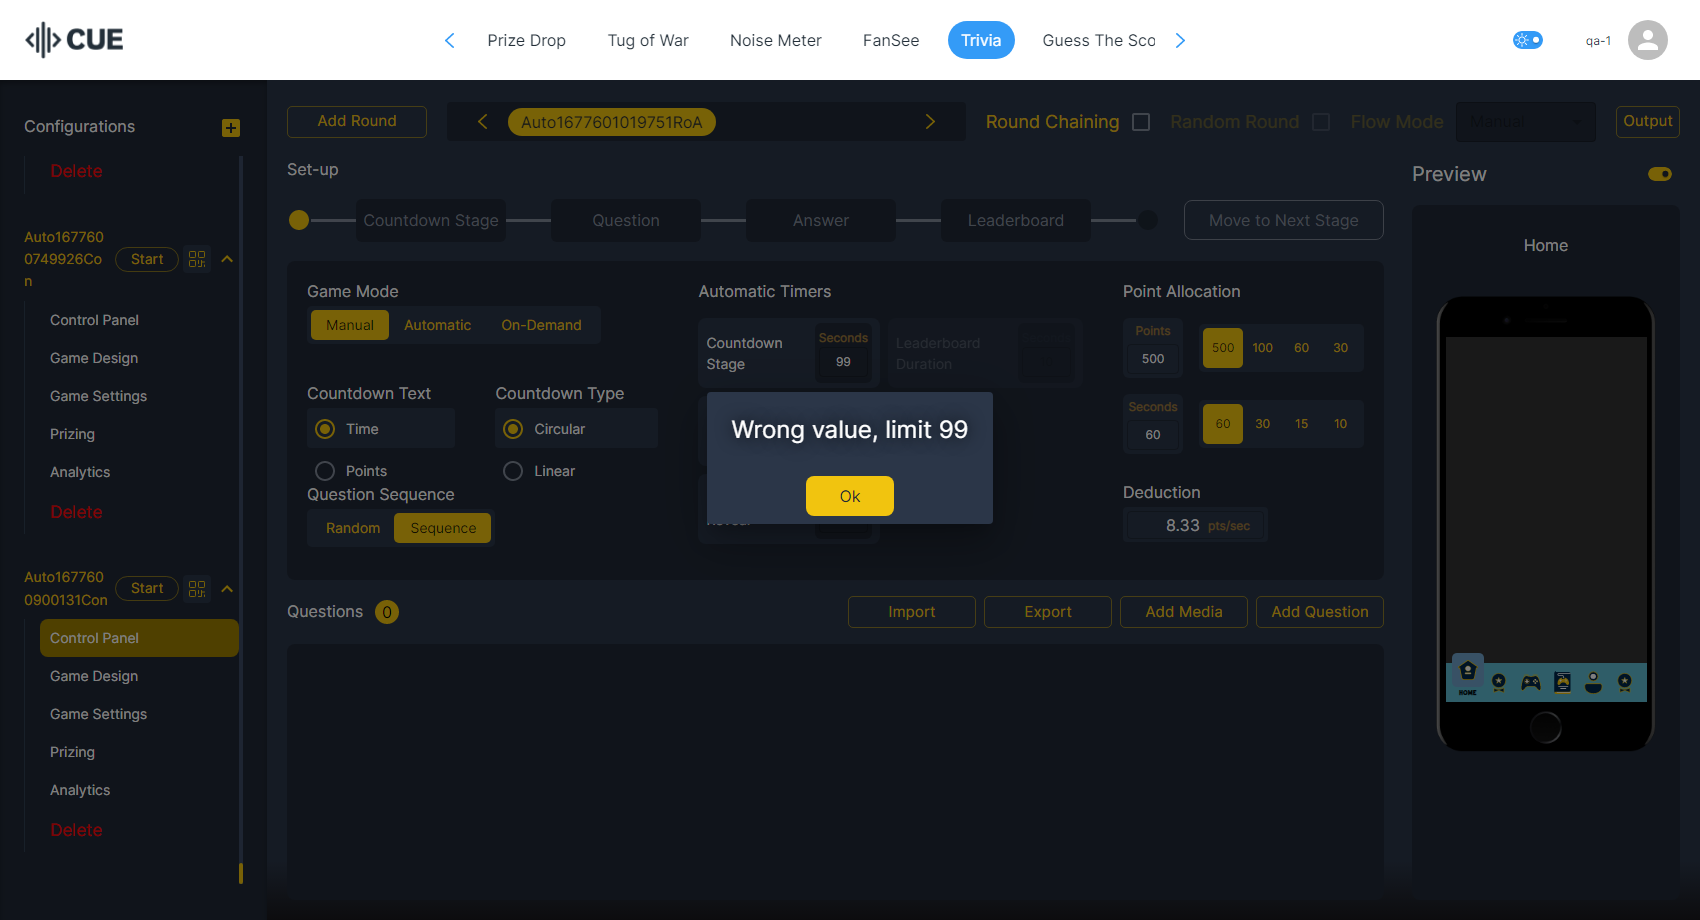 CUE
Prize Drop
Tug of War
Noise Meter
FanSee
Trivia
Guess The Sco
qa-1
Configurations
Delete
Auto167760
0749926Co
n
Start
Control Panel
Game Design
Game Settings
Prizing
Analytics
Delete
Auto167760
0900131Con
Start
Control Panel
Game Design
Game Settings
Prizing
Analytics
Delete
Add Round
Auto1677601019751RoA
Round Chaining
Random Round
Flow Mode
Manual
Output
Set-up
Countdown Stage
Question
Answer
Leaderboard
Move to Next Stage
Game Mode
Manual
Automatic
On-Demand
Countdown Text
Time
Points
Countdown Type
Circular
Linear
Question Sequence
Random
Sequence
Automatic Timers
Countdown
Stage
Seconds
99
Leaderboard
Duration
Wrong value, limit 99
Ok
Point Allocation
Points
500
500
100
60
30
Seconds
60
60
30
15
10
Deduction
8.33 pts/sec
Questions 0
Import
Export
Add Media
Add Question
Preview
Home
HOME